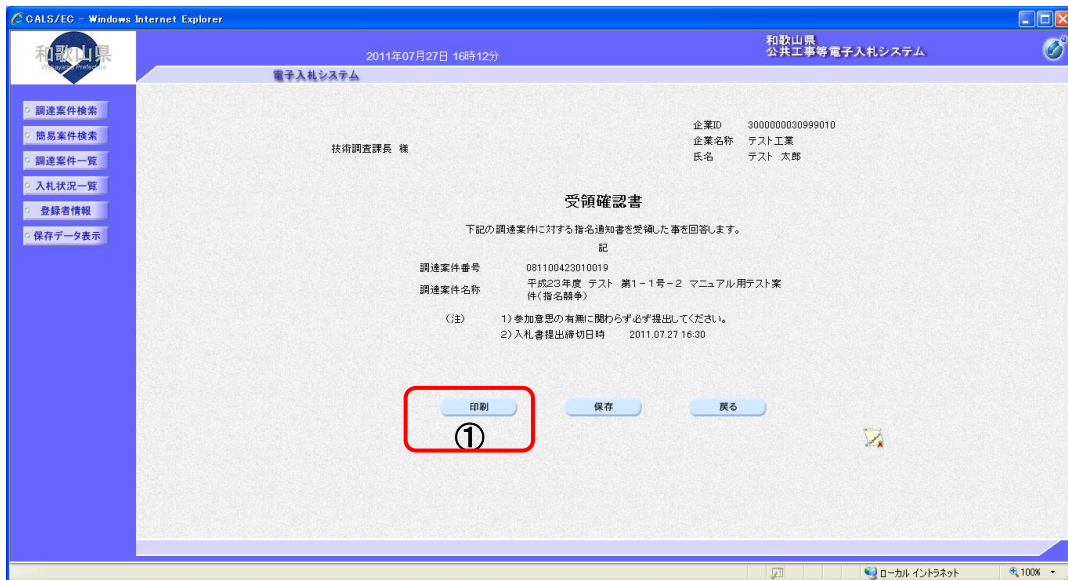 CALS/EC - Windows Internet Explorer
和歌山県
Wakayama Prefecture
2011年07月27日 16時12分
和歌山県
公共工事等電子入札システム
電子入札システム
調達案件検索
簡易案件検索
調達案件一覧
入札状況一覧
登録者情報
保存データ表示
企業ID 3000000030999010
企業名称 テスト工業
氏名 テスト 太郎
技術調査課長 様
受領確認書
下記の調達案件に対する指名通知書を受領した事を回答します。
記
調達案件番号 081100423010019
調達案件名称 平成23年度 テスト 第1-1号-2 マニュアル用テスト案
件(指名競争)
(注) 1)参加意思の有無に関わらず必ず提出してください。
2)入札書提出締切日時 2011.07.27 16:30
印刷 保存 戻る
①
ローカル イントラネット 100%